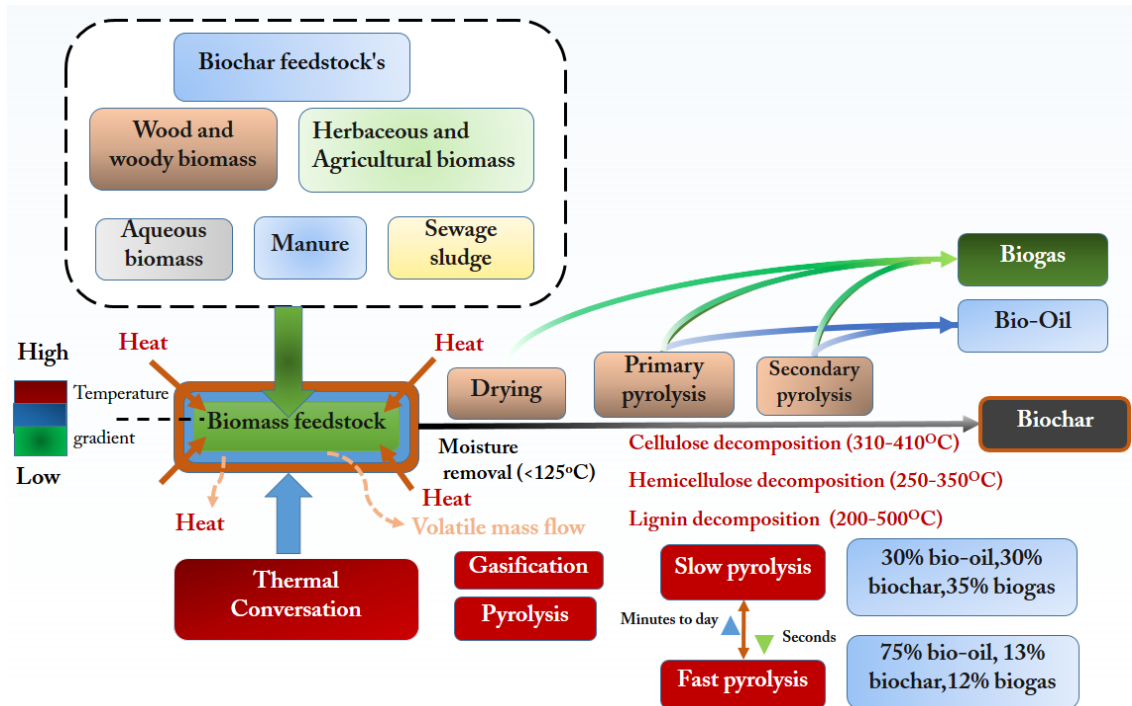 Biochar feedstock's
Wood and
woody biomass
Herbaceous and
Agricultural biomass
Aqueous
biomass
Manure
Sewage
sludge
Biogas
Bio-Oil
High
Temperature
gradient
Low
Heat
Heat
Biomass feedstock
Heat
Heat
Volatile mass flow
Drying
Primary
pyrolysis
Secondary
pyrolysis
Biochar
Moisture
removal (<125°C)
Cellulose decomposition (310-410°C)
Hemicellulose decomposition (250-350°C)
Lignin decomposition (200-500°C)
Thermal
Conversation
Gasification
Pyrolysis
Slow pyrolysis
Minutes to day
Seconds
Fast pyrolysis
30% bio-oil,30%
biochar,35% biogas
75% bio-oil, 13%
biochar,12% biogas